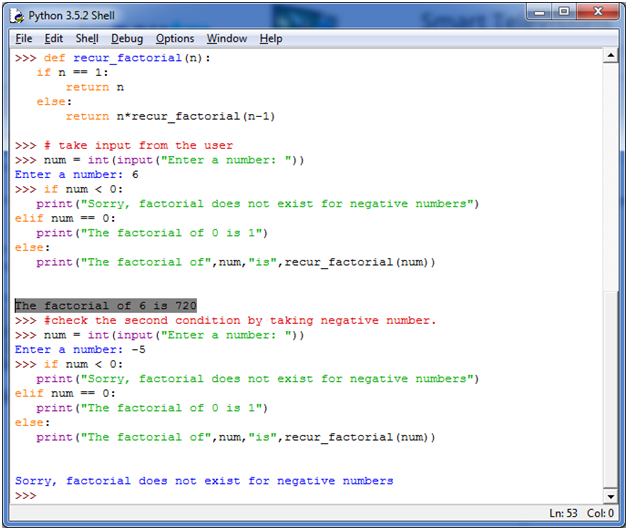 Python 3.5.2 Shell
File Edit Shell Debug Options Window Help
>>> def recur_factorial(n):
   if n == 1:
       return n
   else:
       return n*recur_factorial(n-1)

>>> # take input from the user
>>> num = int(input("Enter a number: "))
Enter a number: 6
>>> if num < 0:
   print("Sorry, factorial does not exist for negative numbers")
elif num == 0:
   print("The factorial of 0 is 1")
else:
   print("The factorial of",num,"is",recur_factorial(num))

The factorial of 6 is 720
>>> #check the second condition by taking negative number.
>>> num = int(input("Enter a number: "))
Enter a number: -5
>>> if num < 0:
   print("Sorry, factorial does not exist for negative numbers")
elif num == 0:
   print("The factorial of 0 is 1")
else:
   print("The factorial of",num,"is",recur_factorial(num))

Sorry, factorial does not exist for negative numbers
>>>
Ln: 53 Col: 0